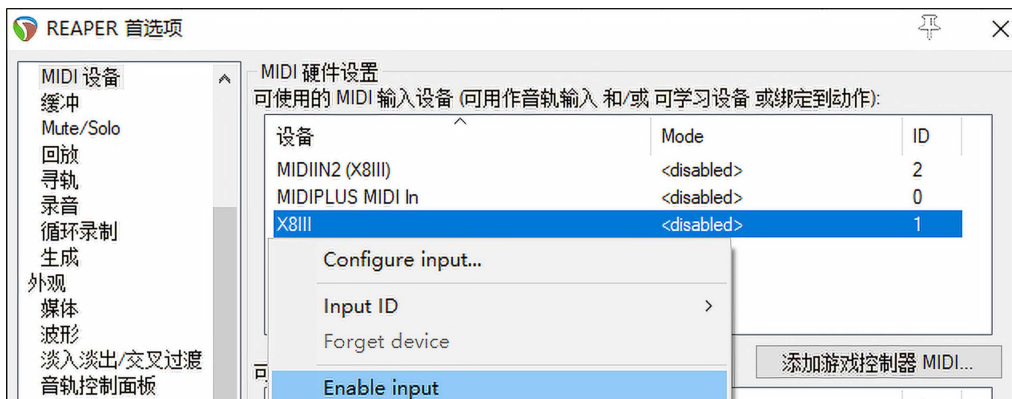 REAPER 首选项
MIDI 设备
缓冲
Mute/Solo
回放
寻轨
录音
循环录制
生成
外观
媒体
波形
淡入淡出/交叉过渡
音轨控制面板
MIDI 硬件设置
可使用的 MIDI 输入设备 (可用作音轨输入 和/或 可学习设备 或绑定到动作):
设备 Mode ID
MIDIIN2 (X8III) <disabled> 2
MIDIPLUS MIDI In <disabled> 0
X8III <disabled> 1
Configure input...
Input ID
Forget device
Enable input
添加游戏控制器 MIDI...